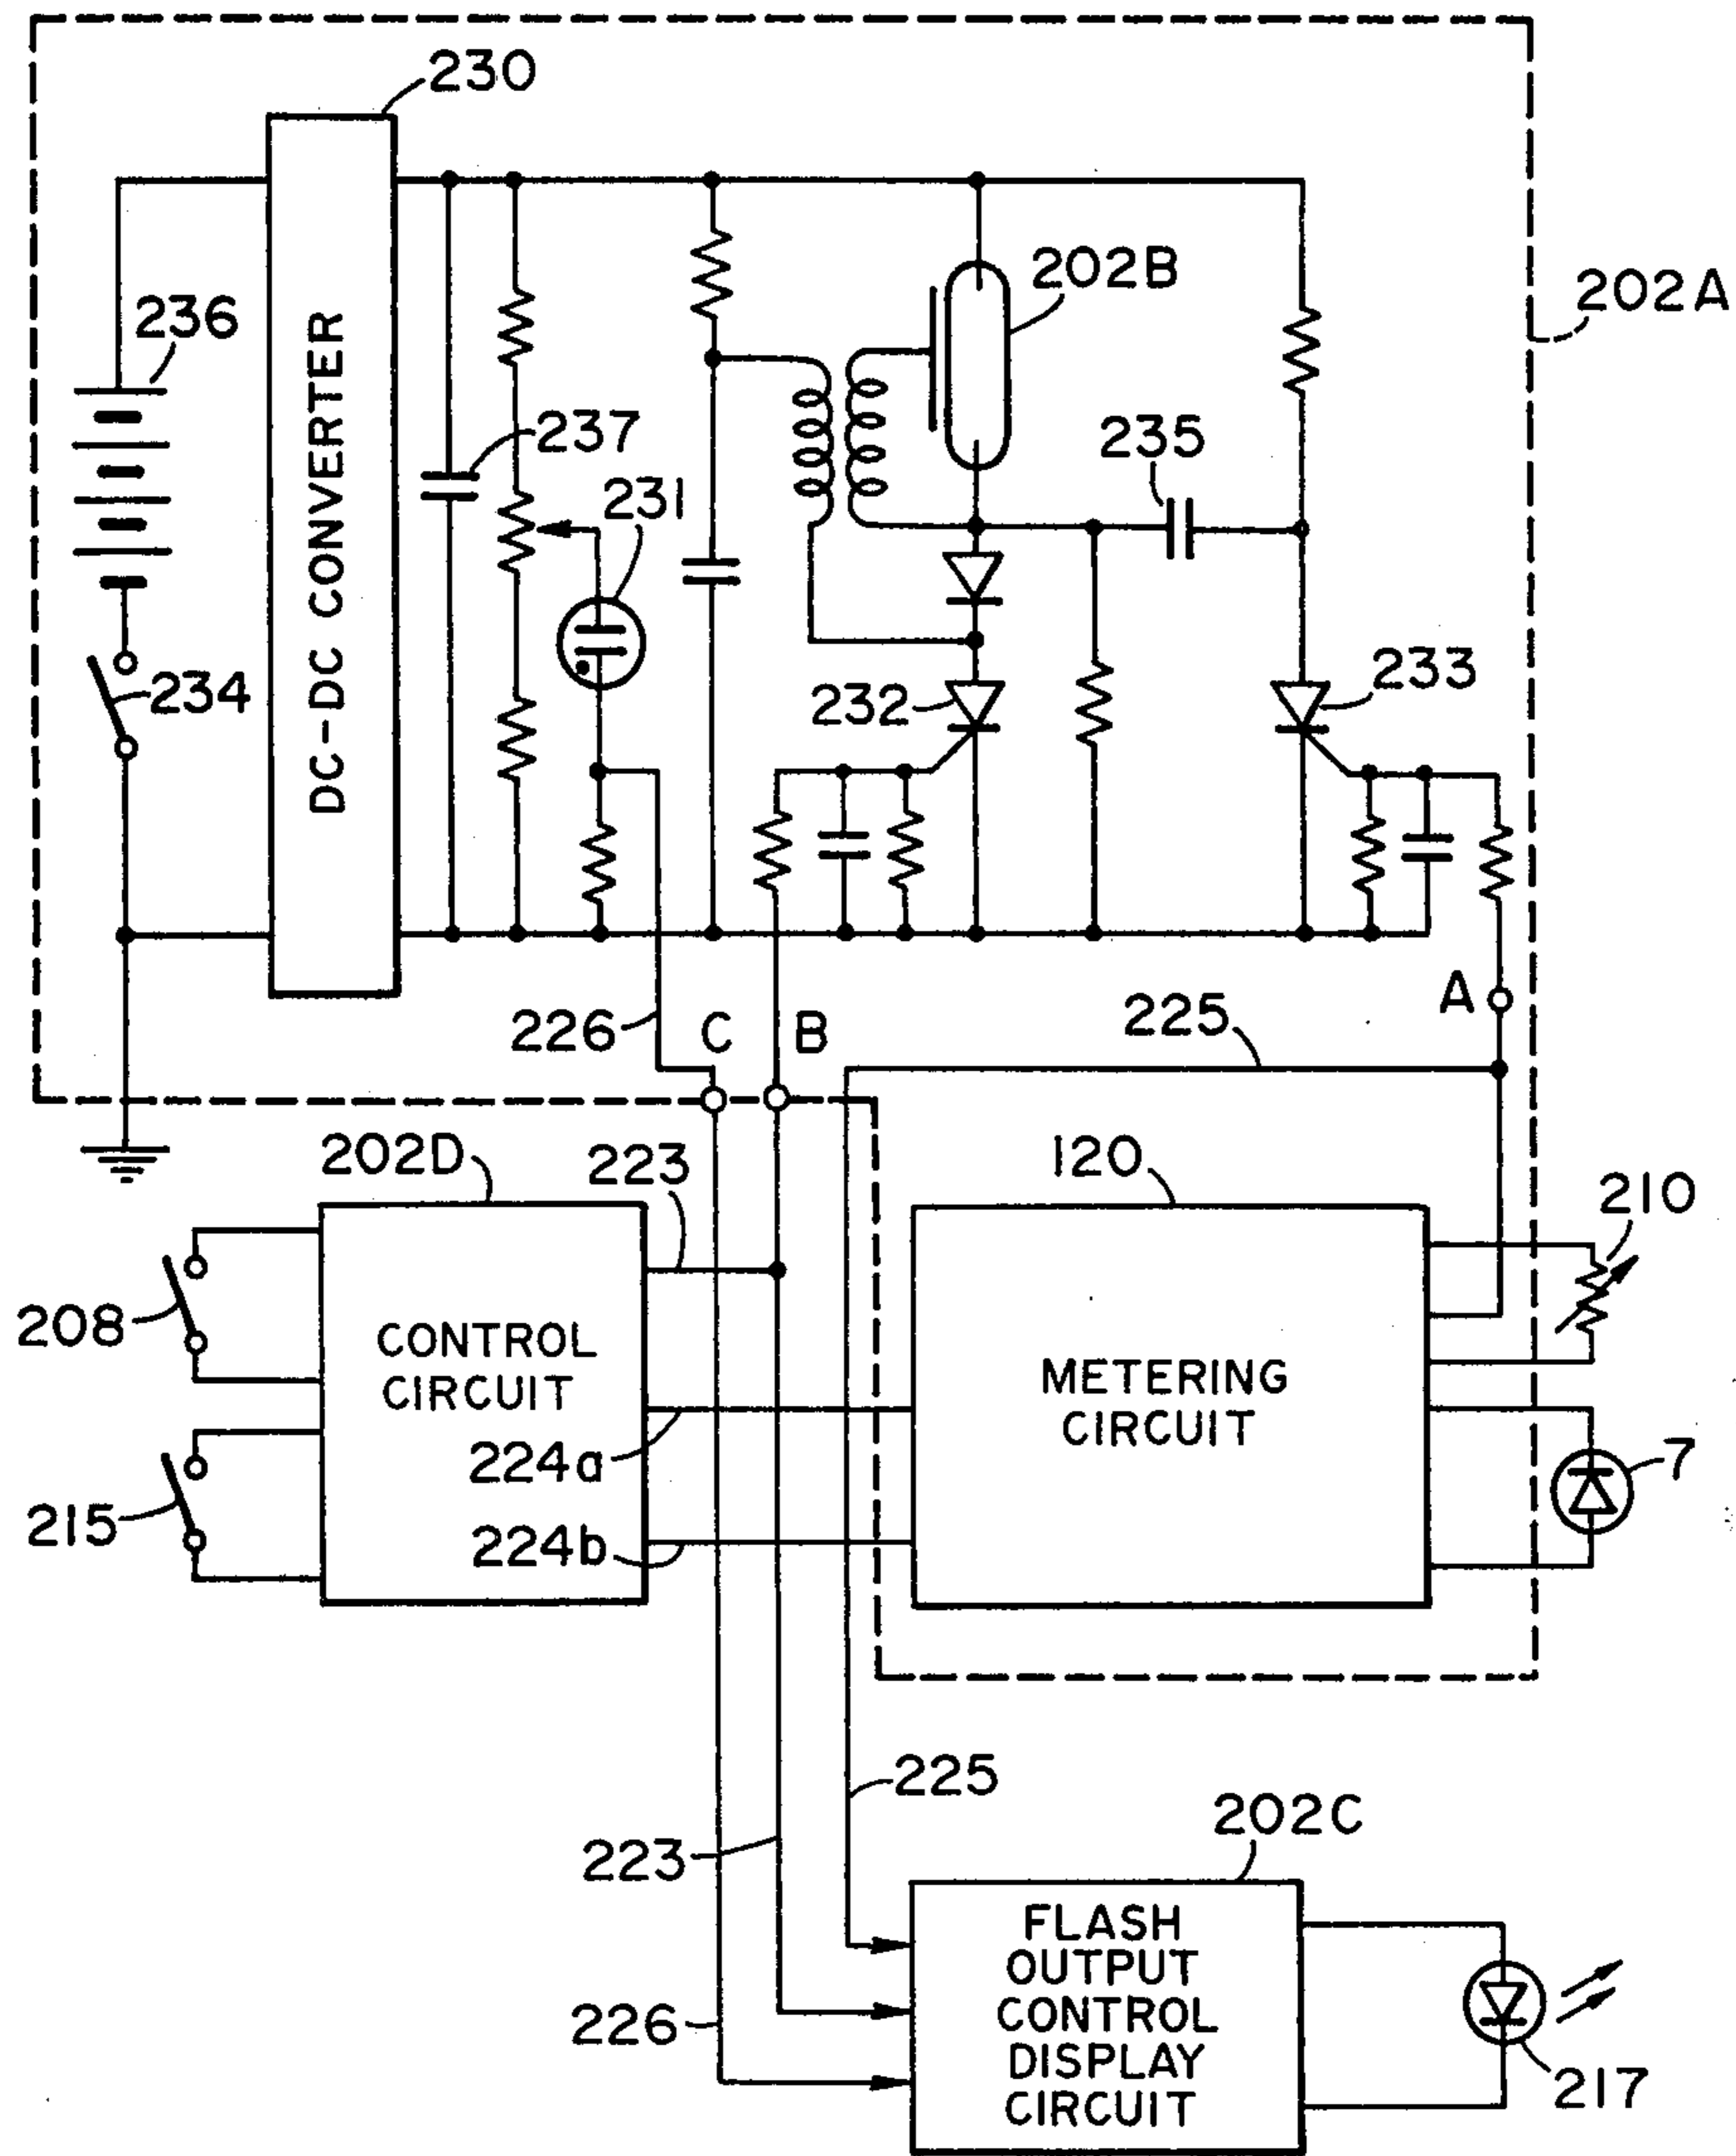 230
202B
202A
236
DC-DC CONVERTER
237
235
231
234
232
233
A
226
C
B
225
202D
223
120
210
208
CONTROL
CIRCUIT
METERING
CIRCUIT
224a
7
215
224b
225
202C
223
FLASH
OUTPUT
CONTROL
DISPLAY
CIRCUIT
226
217